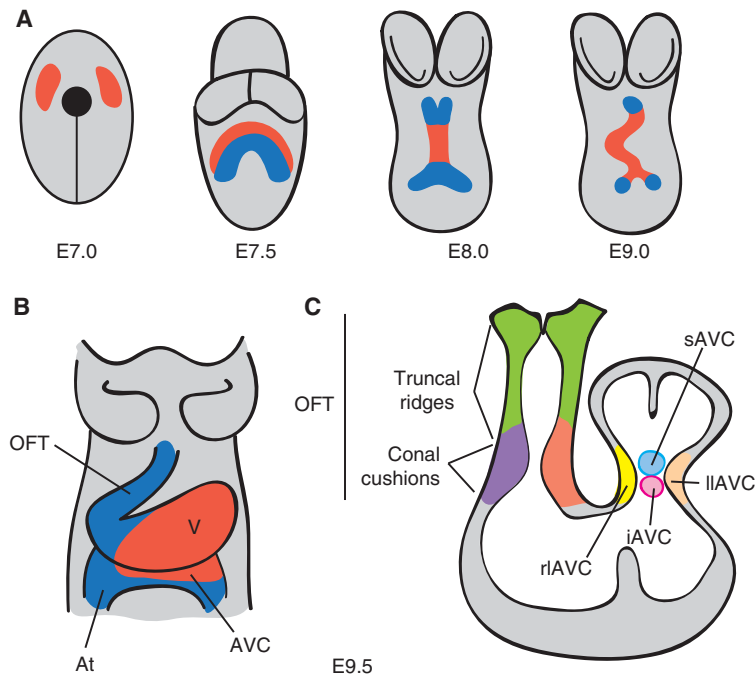 A
E7.0
E7.5
E8.0
E9.0
B
OFT
V
At
AVC
C
OFT
Truncal
ridges
Conal
cushions
sAVC
llAVC
iAVC
rlAVC
E9.5